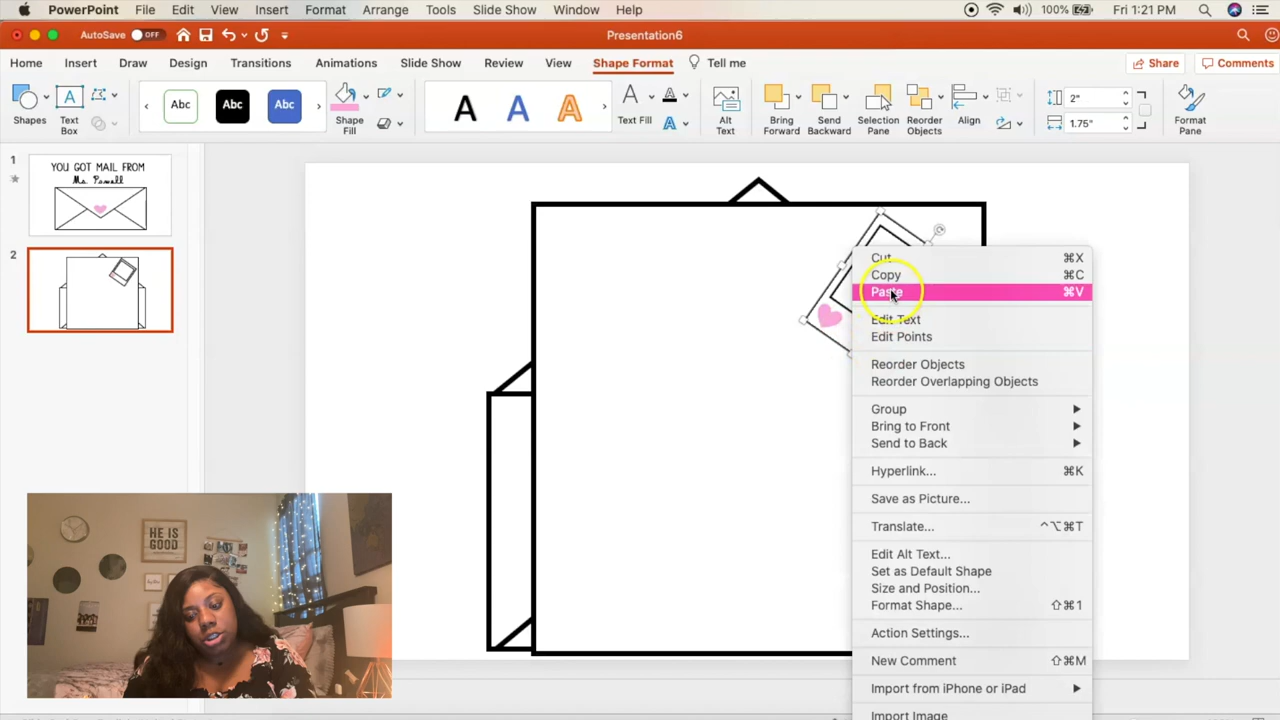 PowerPoint File Edit View Insert Format Arrange Tools Slide Show Window Help 100% Fri 1:21 PM
AutoSave OFF Presentation6
Home Insert Draw Design Transitions Animations Slide Show Review View Shape Format Tell me Share Comments
Abc Abc Abc A A A 2"
1.75"
Shapes Text Box Shape Fill Text Fill Alt Text Bring Forward Send Backward Selection Pane Reorder Objects Align Format Pane
1
YOU GOT MAIL FROM
Ms. Powell
2
Cut ⌘X
Copy ⌘C
Paste ⌘V
Edit Text
Edit Points
Reorder Objects
Reorder Overlapping Objects
Group
Bring to Front
Send to Back
Hyperlink... ⌘K
Save as Picture...
Translate... ^⌥⌘T
Edit Alt Text...
Set as Default Shape
Size and Position...
Format Shape... ⇧⌘1
Action Settings...
New Comment ⇧⌘M
Import from iPhone or iPad
Import Image
HE IS
GOOD